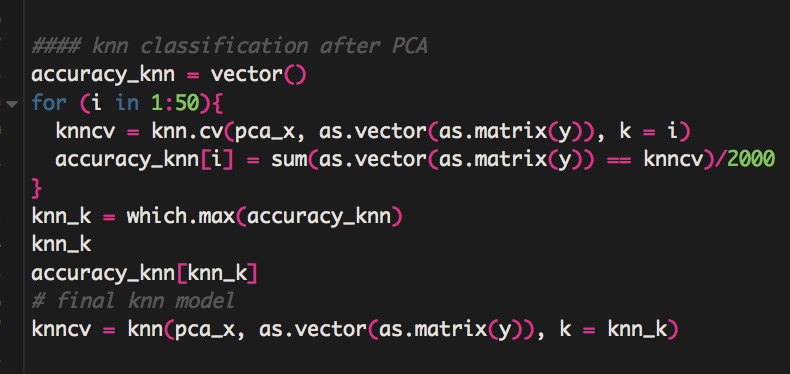 #### knn classification after PCA
accuracy_knn = vector()
for (i in 1:50){
  knncv = knn.cv(pca_x, as.vector(as.matrix(y)), k = i)
  accuracy_knn[i] = sum(as.vector(as.matrix(y)) == knncv)/2000
}
knn_k = which.max(accuracy_knn)
knn_k
accuracy_knn[knn_k]
# final knn model
knncv = knn(pca_x, as.vector(as.matrix(y)), k = knn_k)